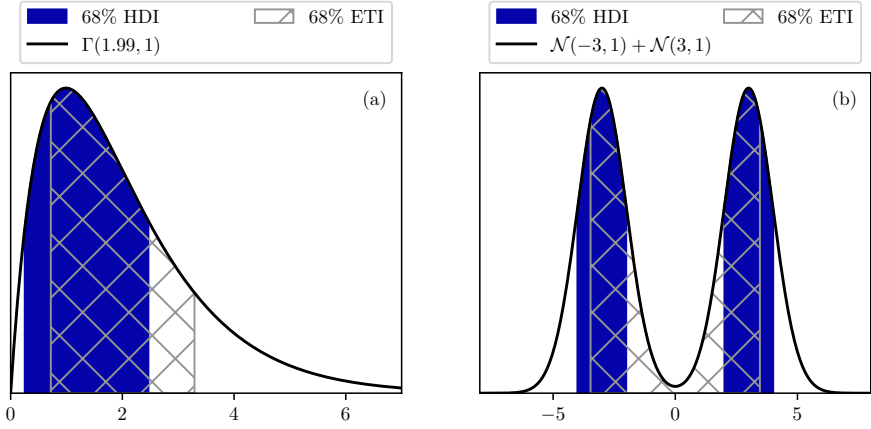 68% HDI 68% ETI
Γ(1.99, 1)
(a)
0 2 4 6
68% HDI 68% ETI
𝒩(−3, 1) + 𝒩(3, 1)
(b)
−5 0 5